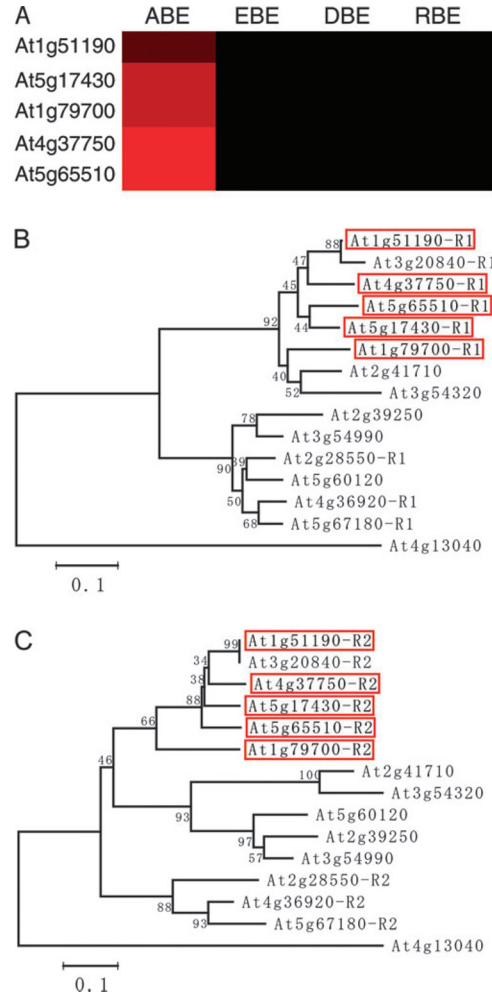 A
ABE EBE DBE RBE
At1g51190
At5g17430
At1g79700
At4g37750
At5g65510
B
88 At1g51190-R1
At3g20840-R1
47 At4g37750-R1
45
At5g65510-R1
92
44 At5g17430-R1
At1g79700-R1
40 At2g41710
52 At3g54320
At2g39250
78
At3g54990
90 39 At2g28550-R1
At5g60120
50 At4g36920-R1
68 At5g67180-R1
At4g13040
0.1
C
99 At1g51190-R2
34 At3g20840-R2
38 At4g37750-R2
88 At5g17430-R2
66 At5g65510-R2
At1g79700-R2
46
100 At2g41710
At3g54320
93 At5g60120
97 At2g39250
57 At3g54990
At2g28550-R2
88 At4g36920-R2
93 At5g67180-R2
At4g13040
0.1